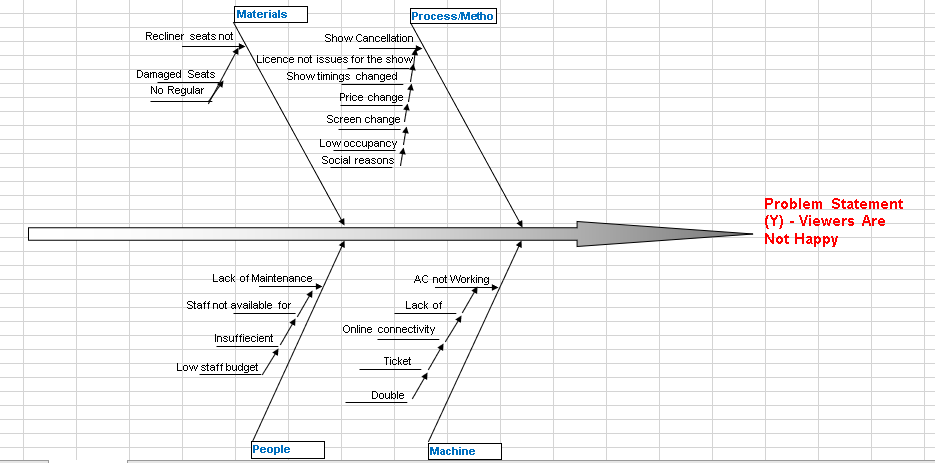 Materials
Process/Metho
Recliner seats not
Show Cancellation
Licence not issues for the show
Damaged Seats
Show timings changed
No Regular
Price change
Screen change
Low occupancy
Social reasons
Problem Statement
(Y) - Viewers Are
Not Happy
Lack of Maintenance
AC not Working
Staff not available for
Lack of
Insuffiecient
Online connectivity
Low staff budget
Ticket
Double
People
Machine